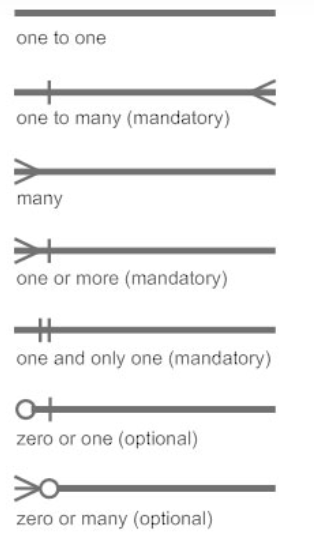 one to one
one to many (mandatory)
many
one or more (mandatory)
one and only one (mandatory)
zero or one (optional)
zero or many (optional)